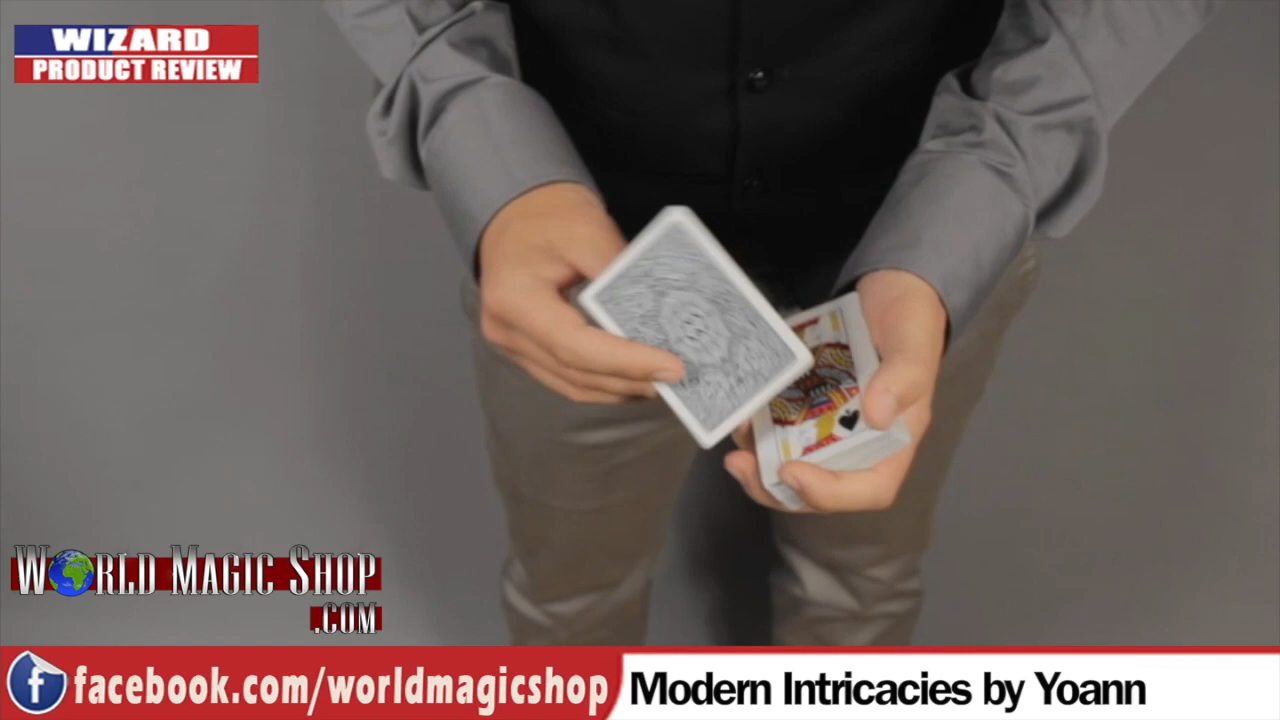 WIZARD
PRODUCT REVIEW
WORLD MAGIC SHOP
.COM
facebook.com/worldmagicshop
Modern Intricacies by Yoann